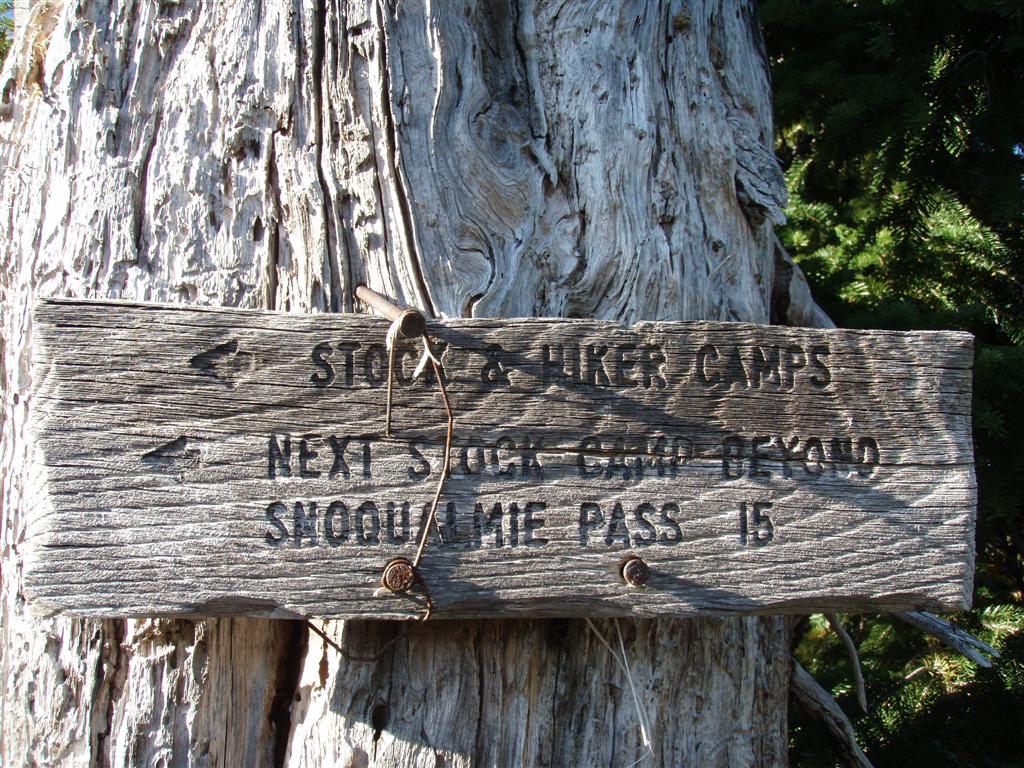 STOCK & HIKER CAMPS
NEXT STOCK CAMP BEYOND
SNOQUALMIE PASS 15